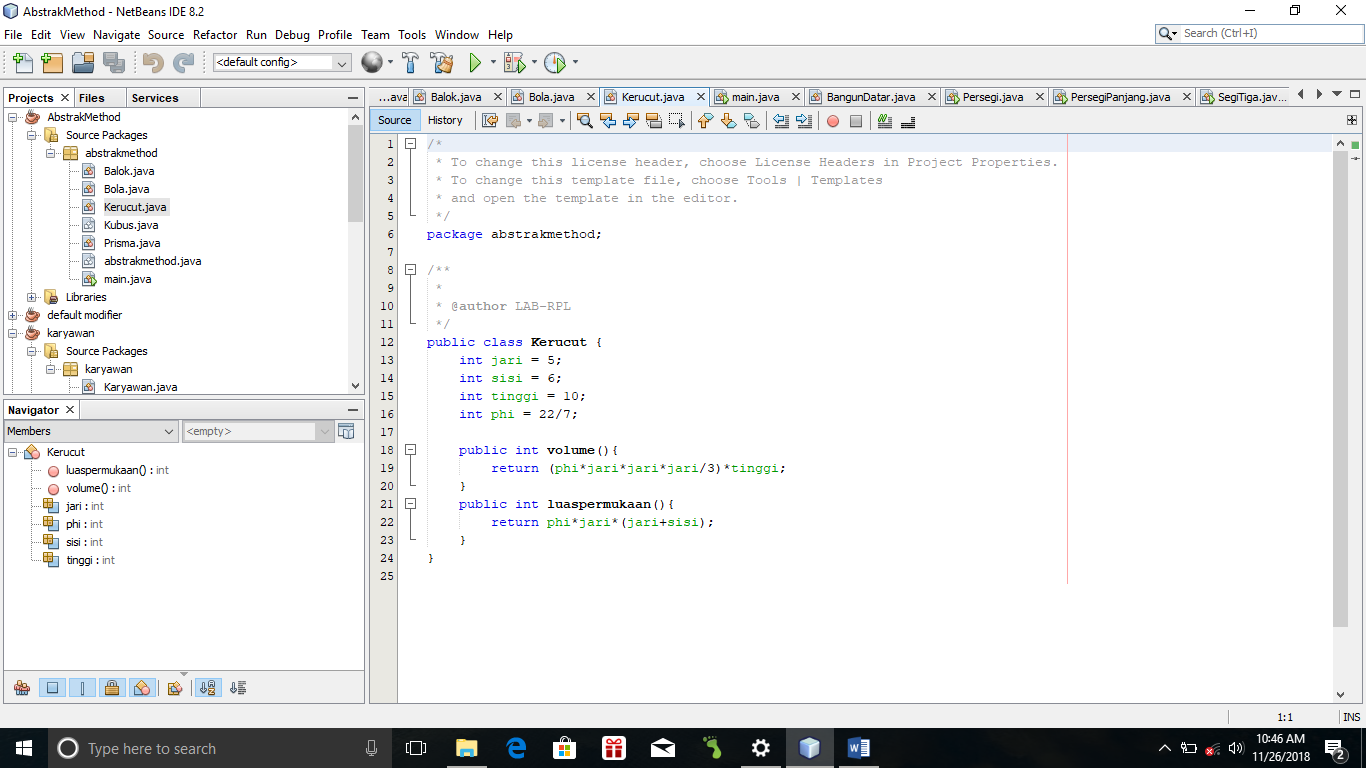 AbstrakMethod - NetBeans IDE 8.2
File Edit View Navigate Source Refactor Run Debug Profile Team Tools Window Help
Search (Ctrl+I)
<default config>
Projects Files Services
AbstrakMethod
Source Packages
abstrakmethod
Balok.java
Bola.java
Kerucut.java
Kubus.java
Prisma.java
abstrakmethod.java
main.java
Libraries
default modifier
karyawan
Source Packages
karyawan
Karyawan.java
Navigator
Members
<empty>
Kerucut
luaspermukaan() : int
volume() : int
jari : int
phi : int
sisi : int
tinggi : int
...ava Balok.java Bola.java Kerucut.java main.java BangunDatar.java Persegi.java PersegiPanjang.java SegiTiga.jav...
Source History
1 /*
2 * To change this license header, choose License Headers in Project Properties.
3 * To change this template file, choose Tools | Templates
4 * and open the template in the editor.
5 */
6 package abstrakmethod;
7
8 /**
9 *
10 * @author LAB-RPL
11 */
12 public class Kerucut {
13 int jari = 5;
14 int sisi = 6;
15 int tinggi = 10;
16 int phi = 22/7;
17
18 public int volume(){
19 return (phi*jari*jari*jari/3)*tinggi;
20 }
21 public int luaspermukaan(){
22 return phi*jari*(jari+sisi);
23 }
24 }
25
1:1 INS
Type here to search
10:46 AM
11/26/2018
2